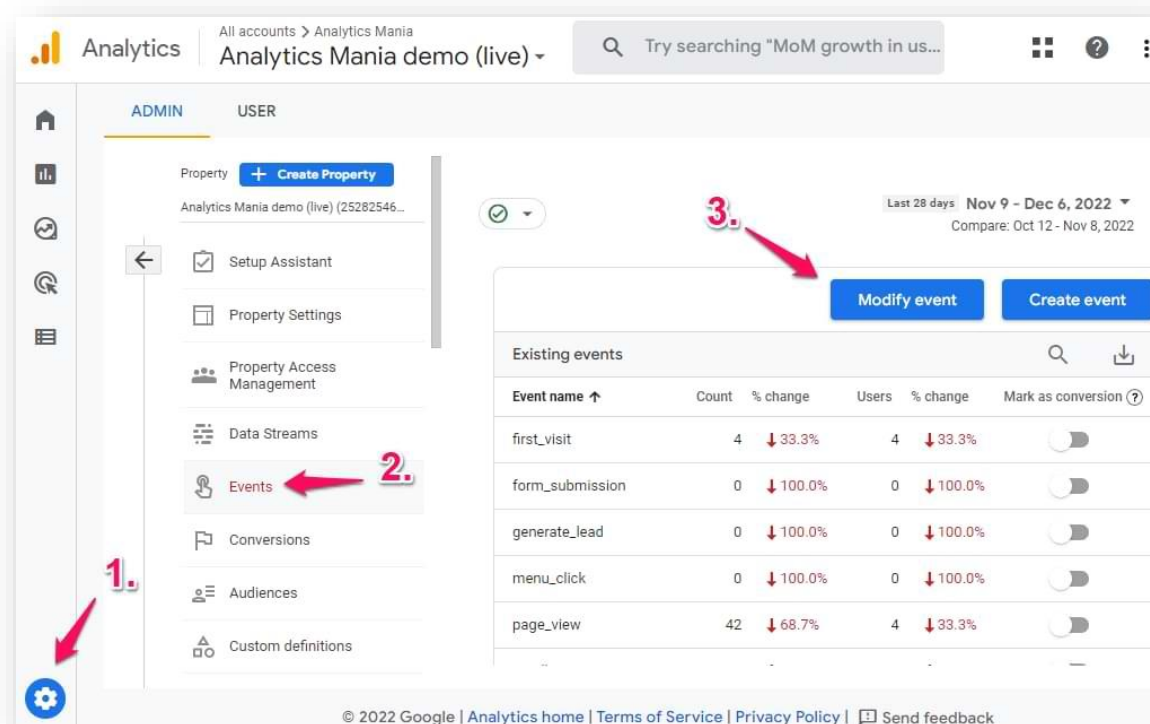 Analytics
All accounts > Analytics Mania
Analytics Mania demo (live)
Try searching "MoM growth in us...
ADMIN
USER
Property
+ Create Property
Analytics Mania demo (live) (25282546...
Setup Assistant
Property Settings
Property Access
Management
Data Streams
Events
Conversions
Audiences
Custom definitions
1.
2.
3.
Last 28 days Nov 9 - Dec 6, 2022
Compare: Oct 12 - Nov 8, 2022
Modify event
Create event
Existing events
Event name ↑ Count % change Users % change Mark as conversion ?
first_visit 4 ↓33.3% 4 ↓33.3%
form_submission 0 ↓100.0% 0 ↓100.0%
generate_lead 0 ↓100.0% 0 ↓100.0%
menu_click 0 ↓100.0% 0 ↓100.0%
page_view 42 ↓68.7% 4 ↓33.3%
© 2022 Google | Analytics home | Terms of Service | Privacy Policy | Send feedback